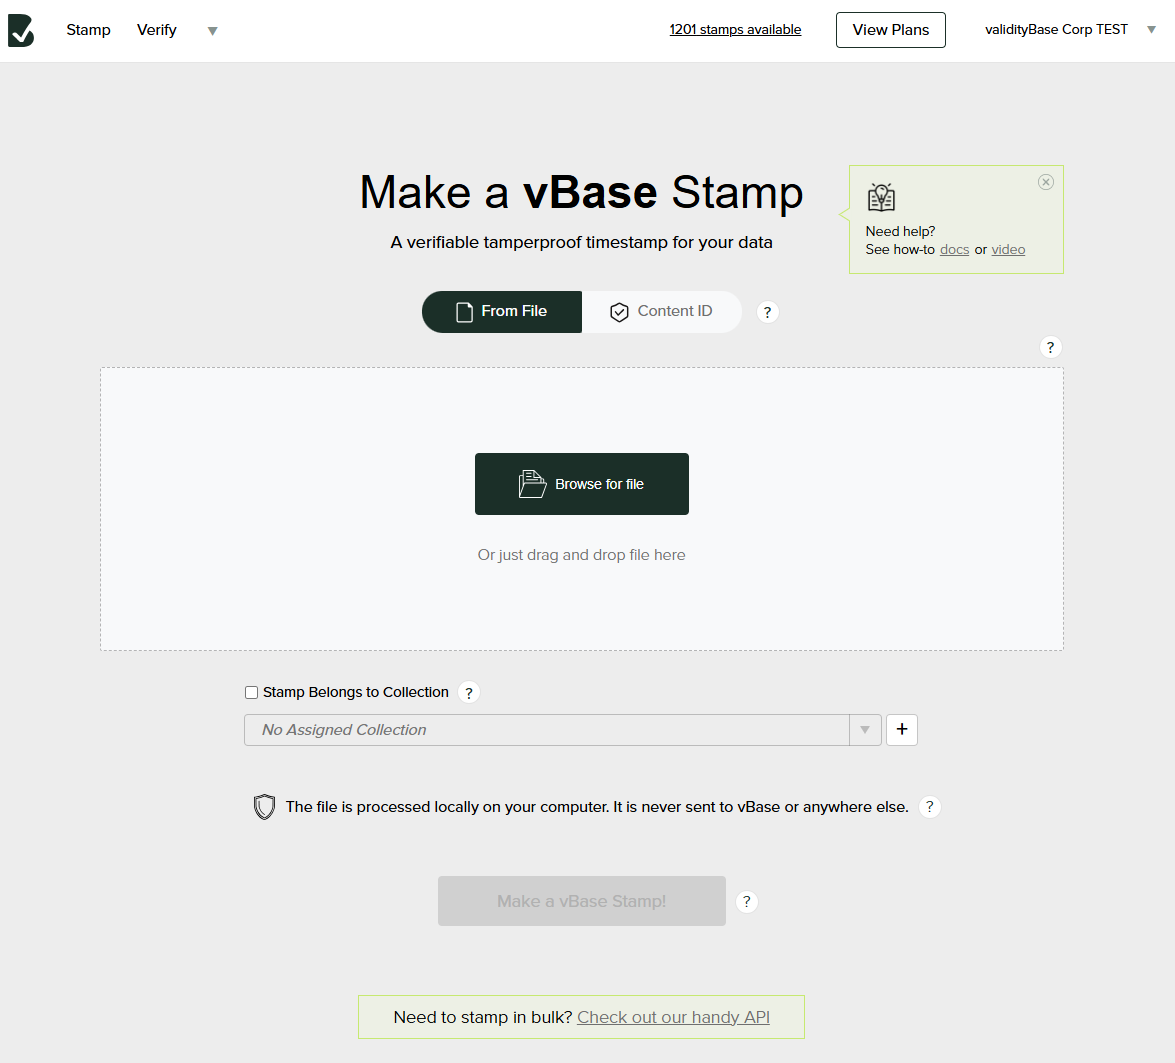 Stamp Verify 1201 stamps available View Plans validityBase Corp TEST
Make a vBase Stamp
A verifiable tamperproof timestamp for your data
Need help?
See how-to docs or video
From File Content ID ?
?
Browse for file
Or just drag and drop file here
Stamp Belongs to Collection ?
No Assigned Collection +
The file is processed locally on your computer. It is never sent to vBase or anywhere else. ?
Make a vBase Stamp! ?
Need to stamp in bulk? Check out our handy API